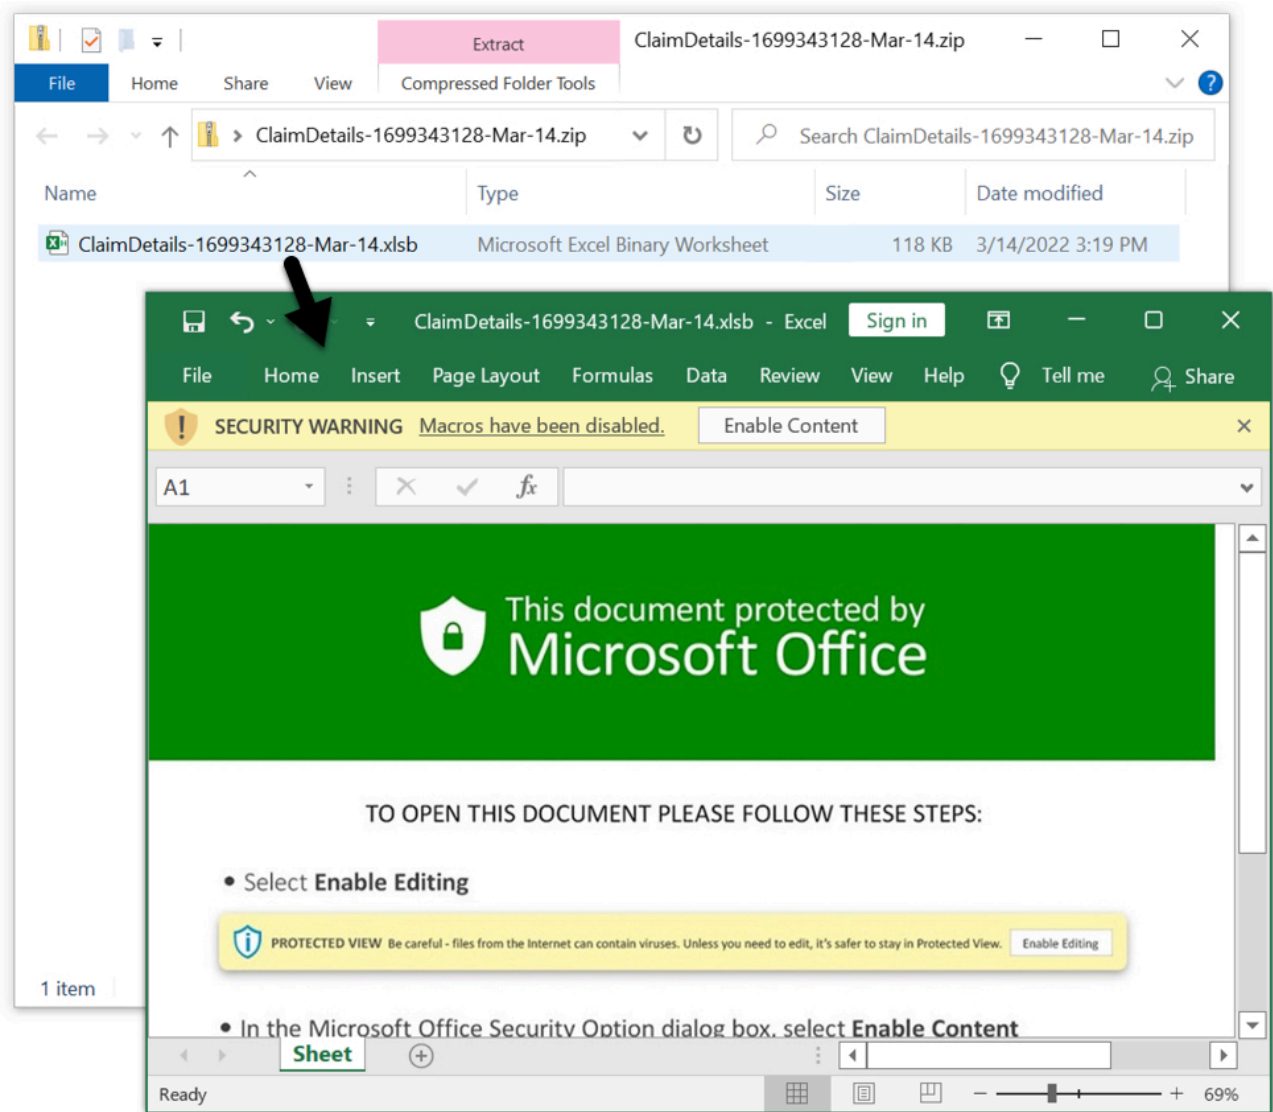 Extract
ClaimDetails-1699343128-Mar-14.zip
File
Home
Share
View
Compressed Folder Tools
?
ClaimDetails-1699343128-Mar-14.zip
Search ClaimDetails-1699343128-Mar-14.zip
Name
Type
Size
Date modified
ClaimDetails-1699343128-Mar-14.xlsb
Microsoft Excel Binary Worksheet
118 KB
3/14/2022 3:19 PM
ClaimDetails-1699343128-Mar-14.xlsb - Excel
Sign in
File
Home
Insert
Page Layout
Formulas
Data
Review
View
Help
Tell me
Share
SECURITY WARNING Macros have been disabled.
Enable Content
A1
fx
This document protected by
Microsoft Office
TO OPEN THIS DOCUMENT PLEASE FOLLOW THESE STEPS:
• Select Enable Editing
PROTECTED VIEW Be careful - files from the Internet can contain viruses. Unless you need to edit, it's safer to stay in Protected View.
Enable Editing
• In the Microsoft Office Security Option dialog box, select Enable Content
1 item
Sheet
Ready
69%